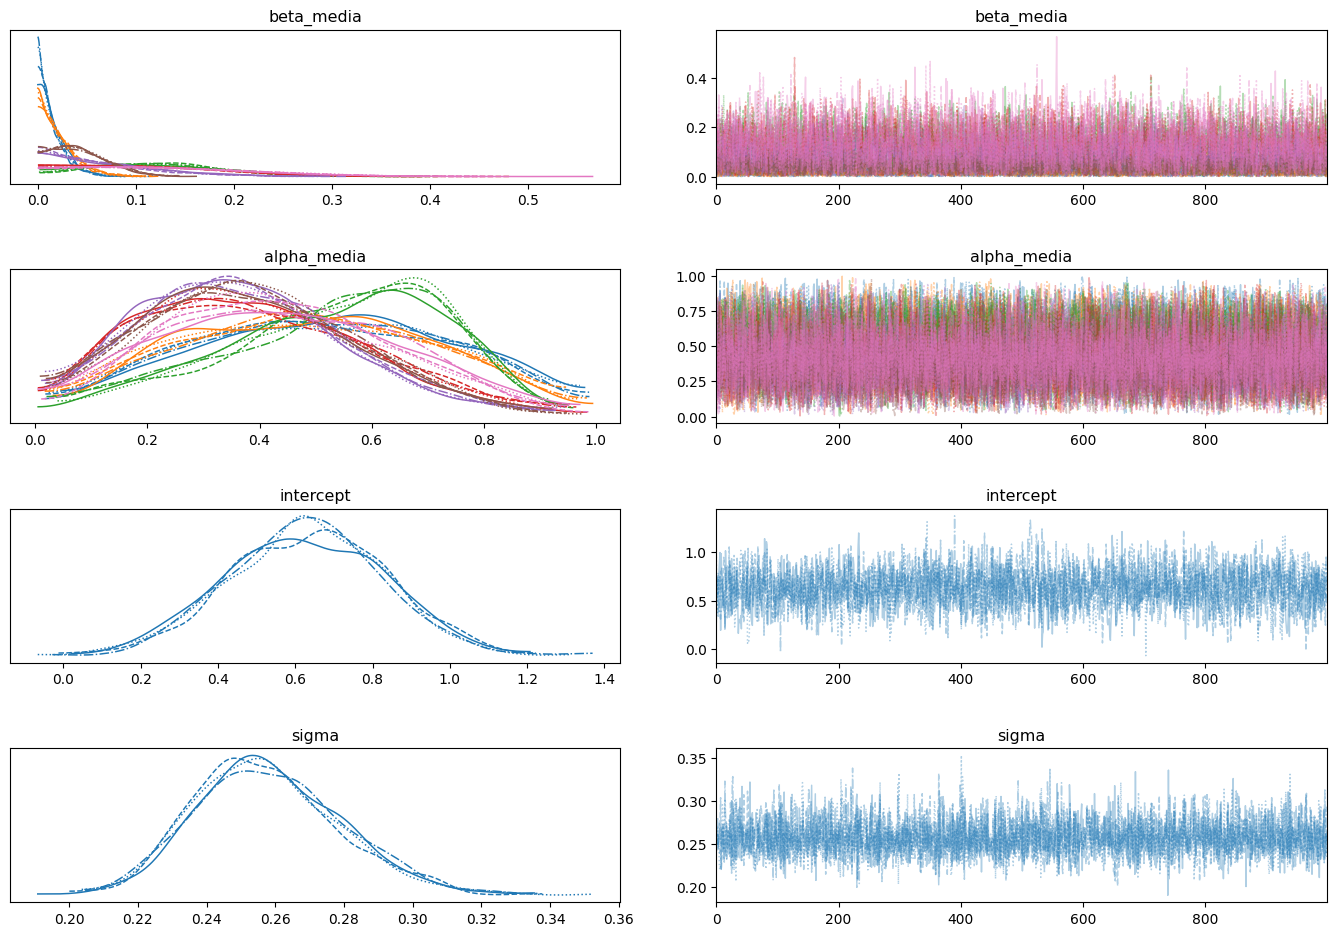 beta_media beta_media
0.4
0.2
0.0
0.0 0.1 0.2 0.3 0.4 0.5 0 200 400 600 800
alpha_media alpha_media
1.00
0.75
0.50
0.25
0.00
0.0 0.2 0.4 0.6 0.8 1.0 0 200 400 600 800
intercept intercept
1.0
0.5
0.0
0.0 0.2 0.4 0.6 0.8 1.0 1.2 1.4 0 200 400 600 800
sigma sigma
0.35
0.30
0.25
0.20
0.20 0.22 0.24 0.26 0.28 0.30 0.32 0.34 0.36 0 200 400 600 800